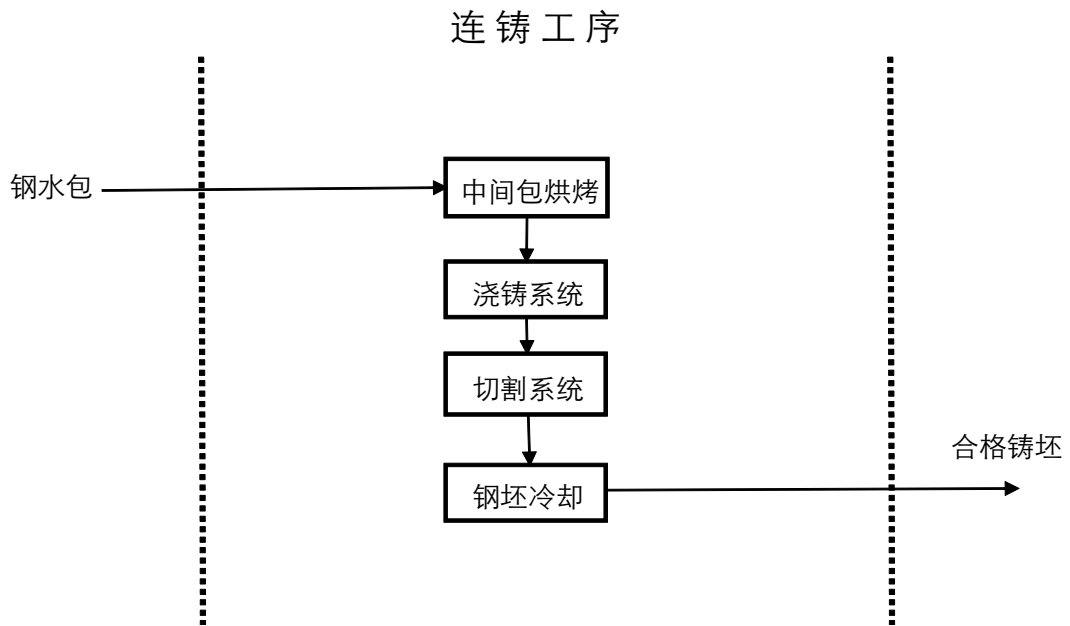 连铸工序
钢水包
中间包烘烤
浇铸系统
切割系统
合格铸坯
钢坯冷却